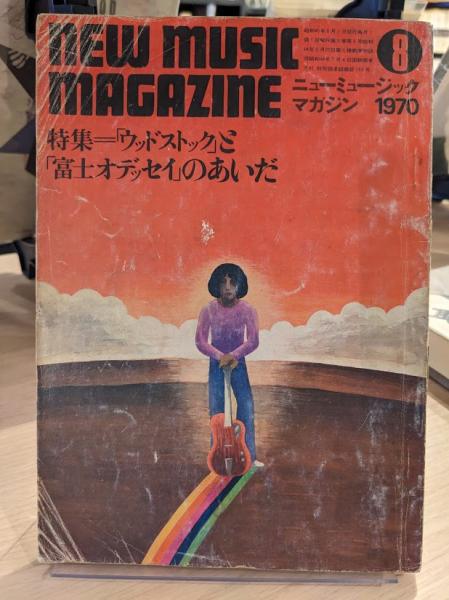 NEW MUSIC
MAGAZINE
8
ニューミュージック
マガジン 1970
特集=「ウッドストック」と
「富士オデッセイ」のあいだ